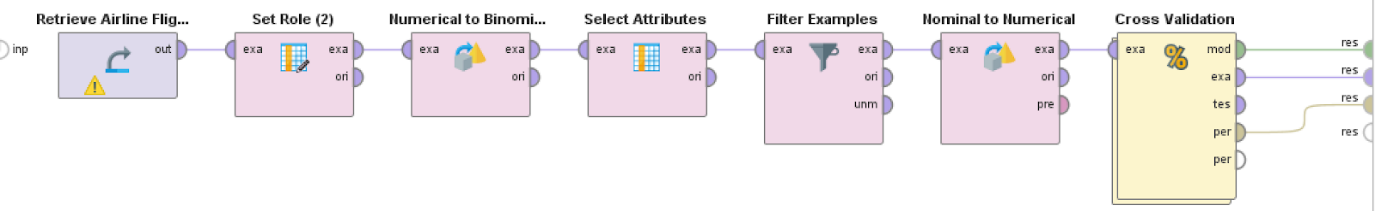 Retrieve Airline Flig...
Set Role (2)
Numerical to Binomi...
Select Attributes
Filter Examples
Nominal to Numerical
Cross Validation
inp
out
exa
exa
ori
exa
exa
ori
exa
exa
ori
exa
exa
ori
unm
exa
exa
ori
pre
exa
%
mod
exa
tes
per
per
res
res
res
res